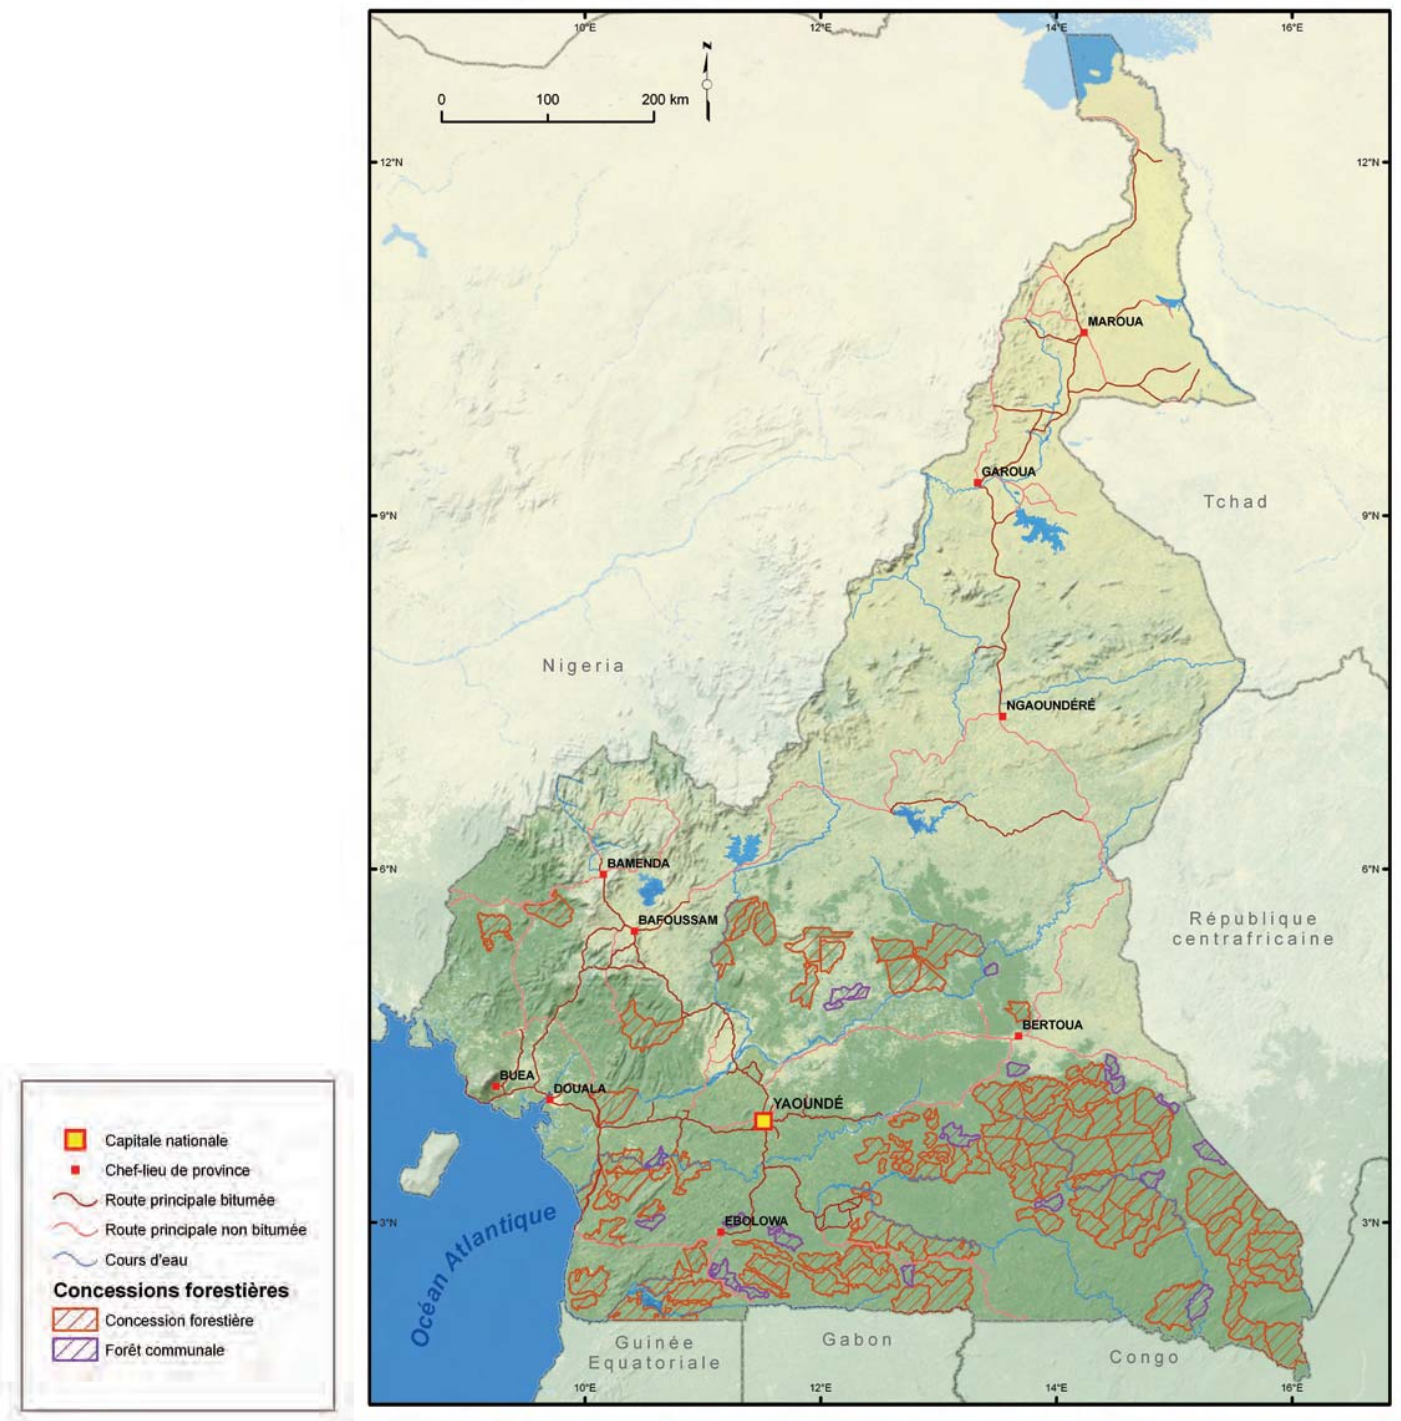 10°E 12°E 14°E 16°E
N
0 100 200 km
12°N 12°N
MAROUA
GAROUA
Tchad
9°N 9°N
Nigeria
NGAOUNDÉRÉ
BAMENDA
6°N 6°N
BAFOUSSAM
République
centrafricaine
BERTOUA
BUEA
DOUALA
YAOUNDÉ
3°N 3°N
EBOLOWA
Océan Atlantique
Guinée
Equatoriale
Gabon
Congo
10°E 12°E 14°E 16°E
Capitale nationale
Chef-lieu de province
Route principale bitumée
Route principale non bitumée
Cours d'eau
Concessions forestières
Concession forestière
Forêt communale